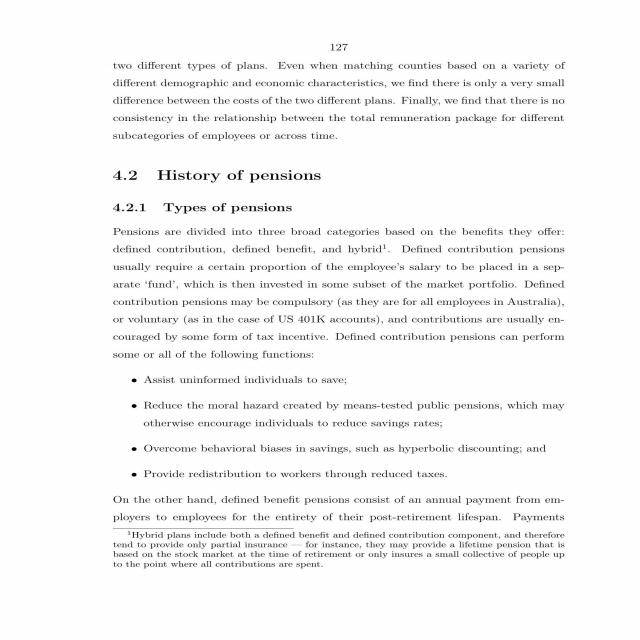 127
two different types of plans. Even when matching counties based on a variety of
different demographic and economic characteristics, we find there is only a very small
difference between the costs of the two different plans. Finally, we find that there is no
consistency in the relationship between the total remuneration package for different
subcategories of employees or across time.
4.2 History of pensions
4.2.1 Types of pensions
Pensions are divided into three broad categories based on the benefits they offer:
defined contribution, defined benefit, and hybrid¹. Defined contribution pensions
usually require a certain proportion of the employee's salary to be placed in a sep-
arate ‘fund’, which is then invested in some subset of the market portfolio. Defined
contribution pensions may be compulsory (as they are for all employees in Australia),
or voluntary (as in the case of US 401K accounts), and contributions are usually en-
couraged by some form of tax incentive. Defined contribution pensions can perform
some or all of the following functions:
• Assist uninformed individuals to save;
• Reduce the moral hazard created by means-tested public pensions, which may
otherwise encourage individuals to reduce savings rates;
• Overcome behavioral biases in savings, such as hyperbolic discounting; and
• Provide redistribution to workers through reduced taxes.
On the other hand, defined benefit pensions consist of an annual payment from em-
ployers to employees for the entirety of their post-retirement lifespan. Payments
¹Hybrid plans include both a defined benefit and defined contribution component, and therefore
tend to provide only partial insurance — for instance, they may provide a lifetime pension that is
based on the stock market at the time of retirement or only insures a small collective of people up
to the point where all contributions are spent.